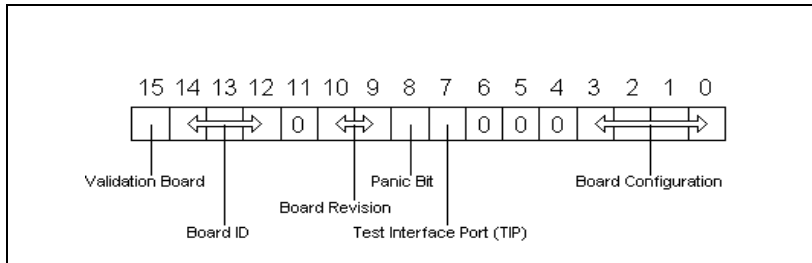 15 14 13 12 11 10 9 8 7 6 5 4 3 2 1 0
0 0 0 0
Validation Board
Panic Bit
Board Configuration
Board Revision
Board ID
Test Interface Port (TIP)